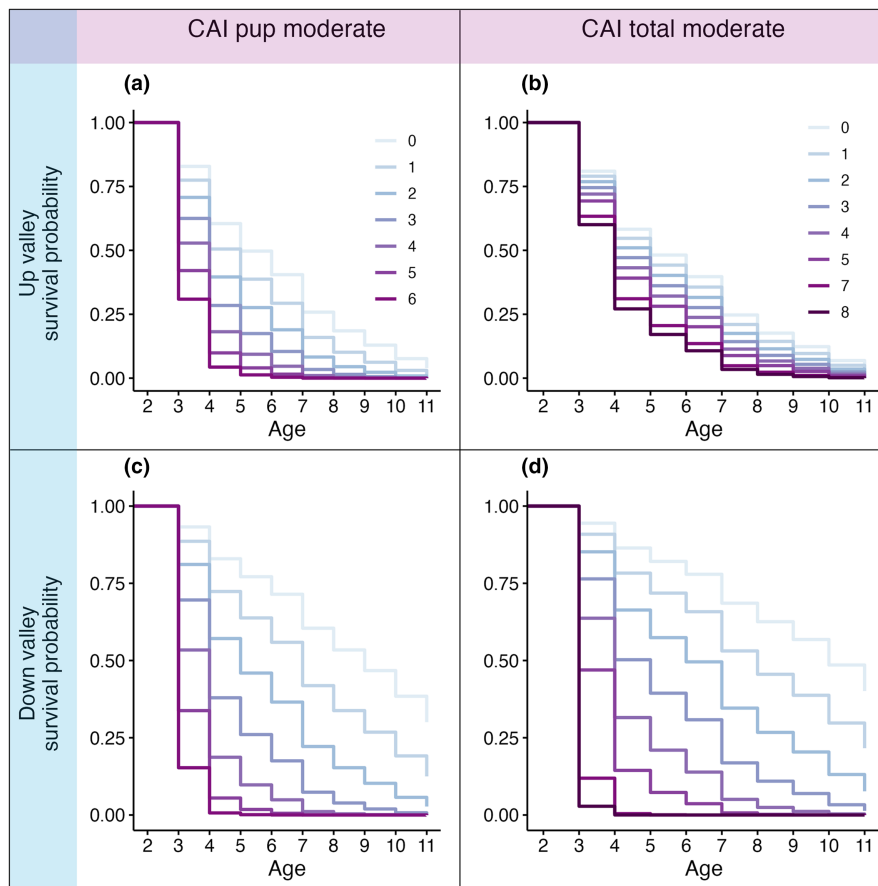 CAI pup moderate
CAI total moderate
Up valley
survival probability
(a)
1.00
0.75
0.50
0.25
0.00
0
1
2
3
4
5
6
2 3 4 5 6 7 8 9 10 11
Age
(b)
1.00
0.75
0.50
0.25
0.00
0
1
2
3
4
5
7
8
2 3 4 5 6 7 8 9 10 11
Age
Down valley
survival probability
(c)
1.00
0.75
0.50
0.25
0.00
2 3 4 5 6 7 8 9 10 11
Age
(d)
1.00
0.75
0.50
0.25
0.00
2 3 4 5 6 7 8 9 10 11
Age